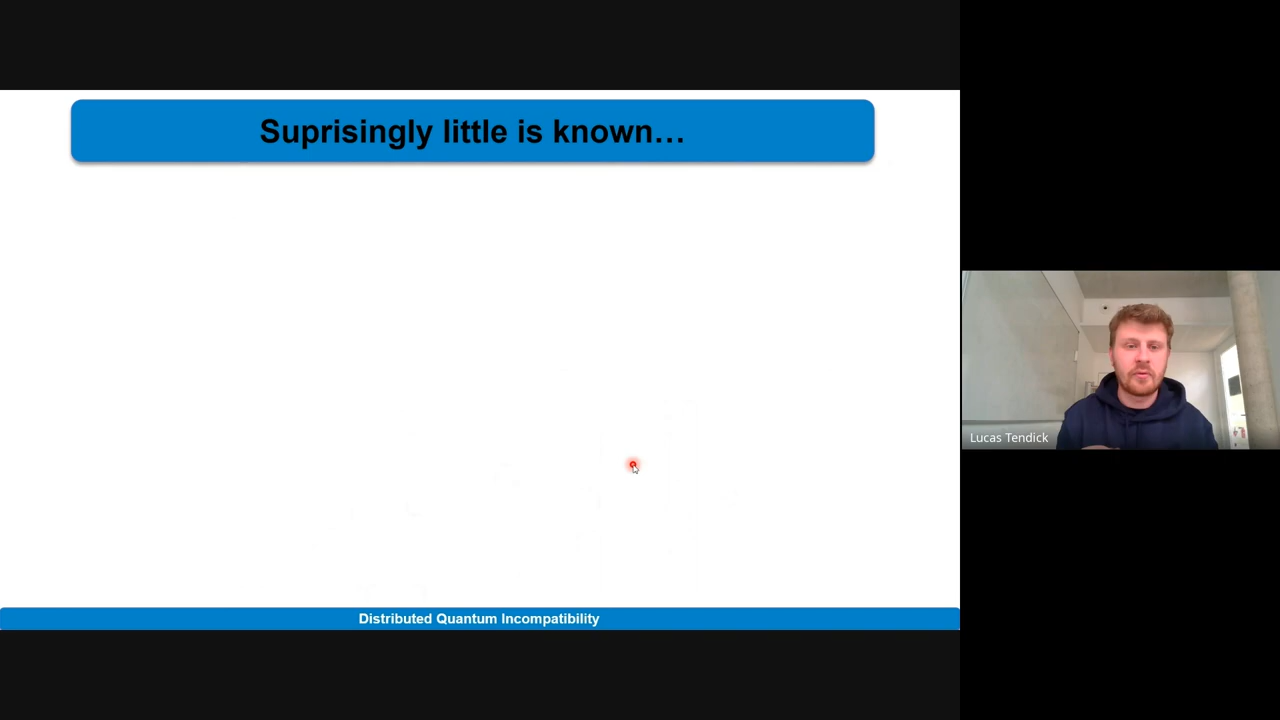 Suprisingly little is known…
Lucas Tendick
Distributed Quantum Incompatibility